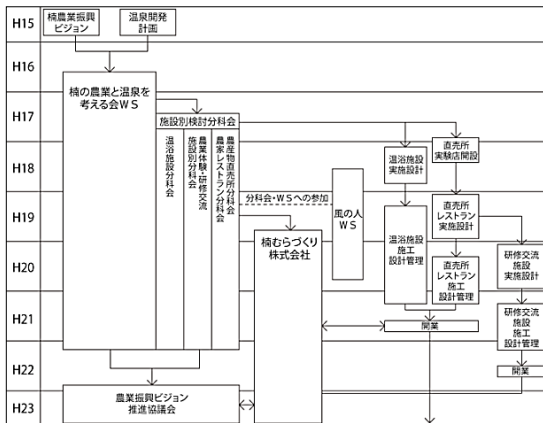 H15
楠農業振興
ビジョン
温泉開発
計画
H16
楠の農業と温泉を
考える会WS
H17
施設別検討分科会
温浴施設分科会
農業体験・研修交流
施設別分科会
農産物直売所分科会
農家レストラン分科会
直売所
実験店開設
温浴施設
実施設計
H18
分科会・WSへの参加
風の人
WS
直売所
レストラン
実施設計
H19
温浴施設
施工
設計管理
楠むらづくり
株式会社
H20
直売所
レストラン
施工
設計管理
研修交流
施設
実施設計
H21
開業
研修交流
施設
施工
設計管理
H22
開業
農業振興ビジョン
推進協議会
H23